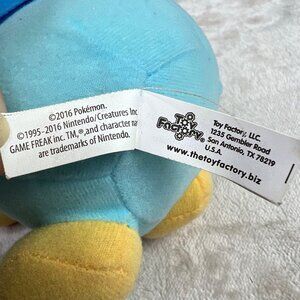 ©2016 Pokémon.
©1995-2016 Nintendo/Creatures Inc
GAME FREAK inc. TM, ®, and character na
are trademarks of Nintendo.
Toy
Factory
Toy Factory, LLC.
1235 Gembler Road
San Antonio, TX 78219
U.S.A.
www.thetoyfactory.biz